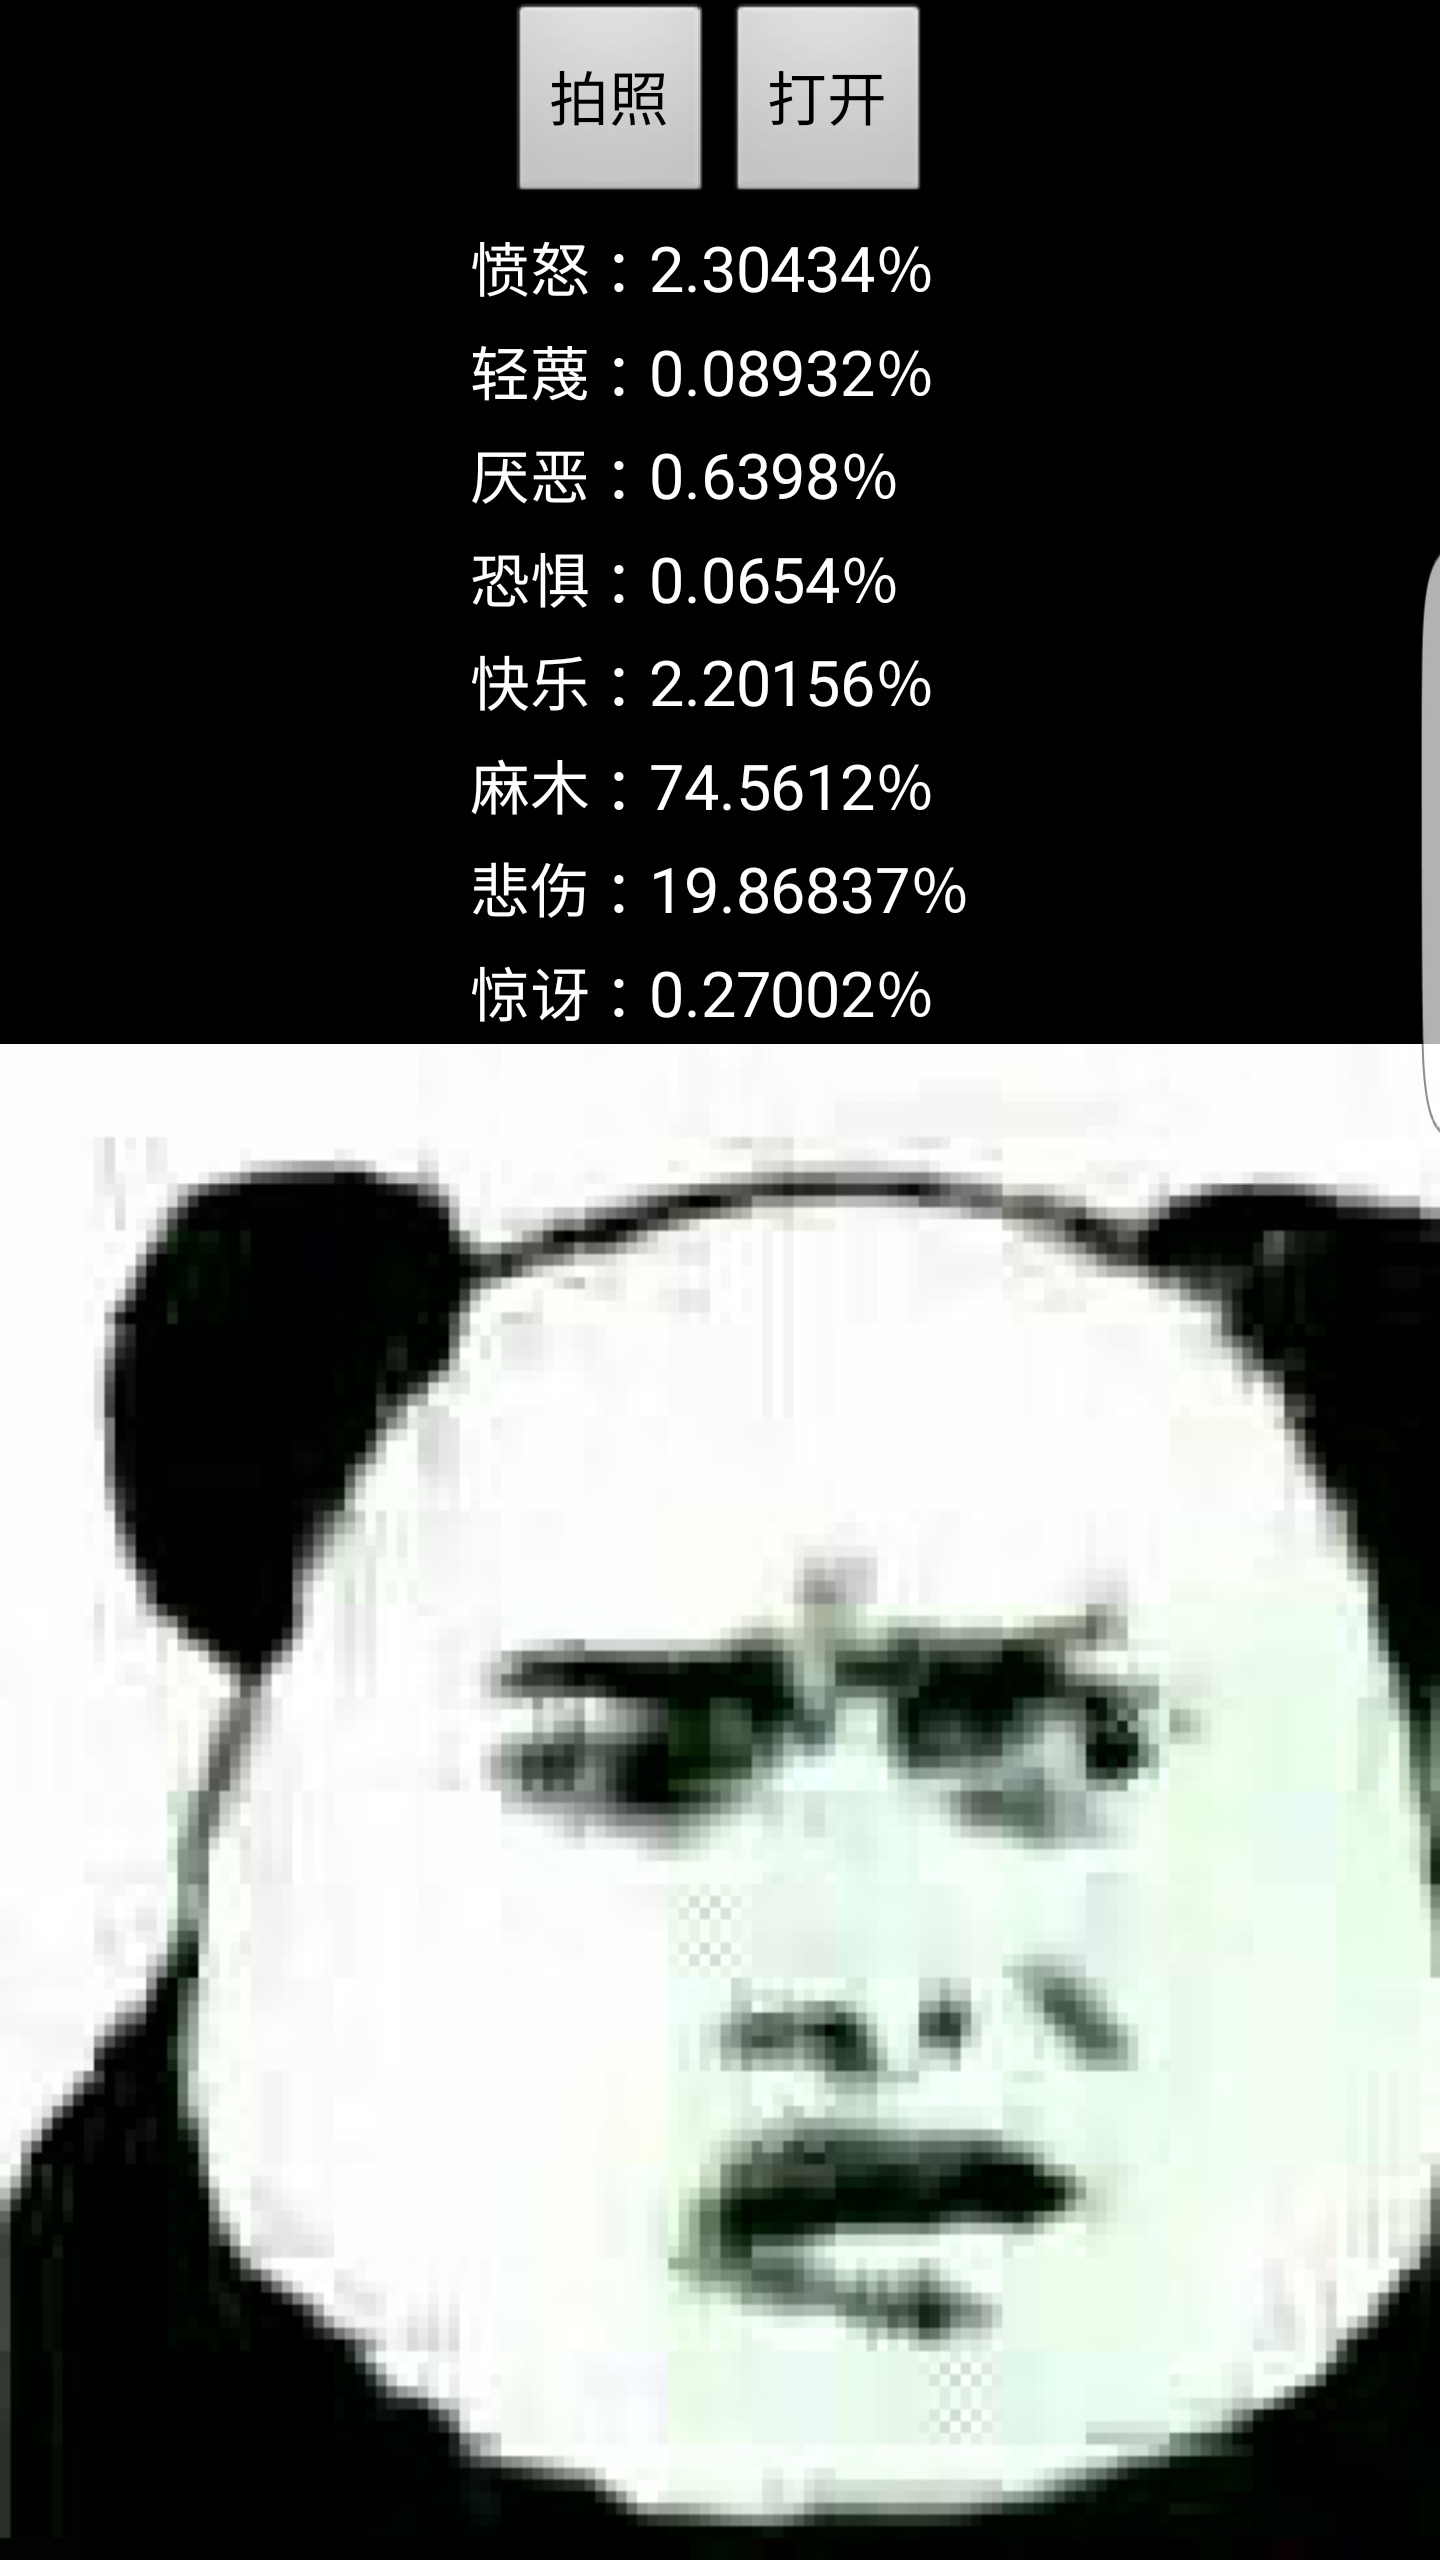 拍照 打开
愤怒：2.30434%
轻蔑：0.08932%
厌恶：0.6398%
恐惧：0.0654%
快乐：2.20156%
麻木：74.5612%
悲伤：19.86837%
惊讶：0.27002%